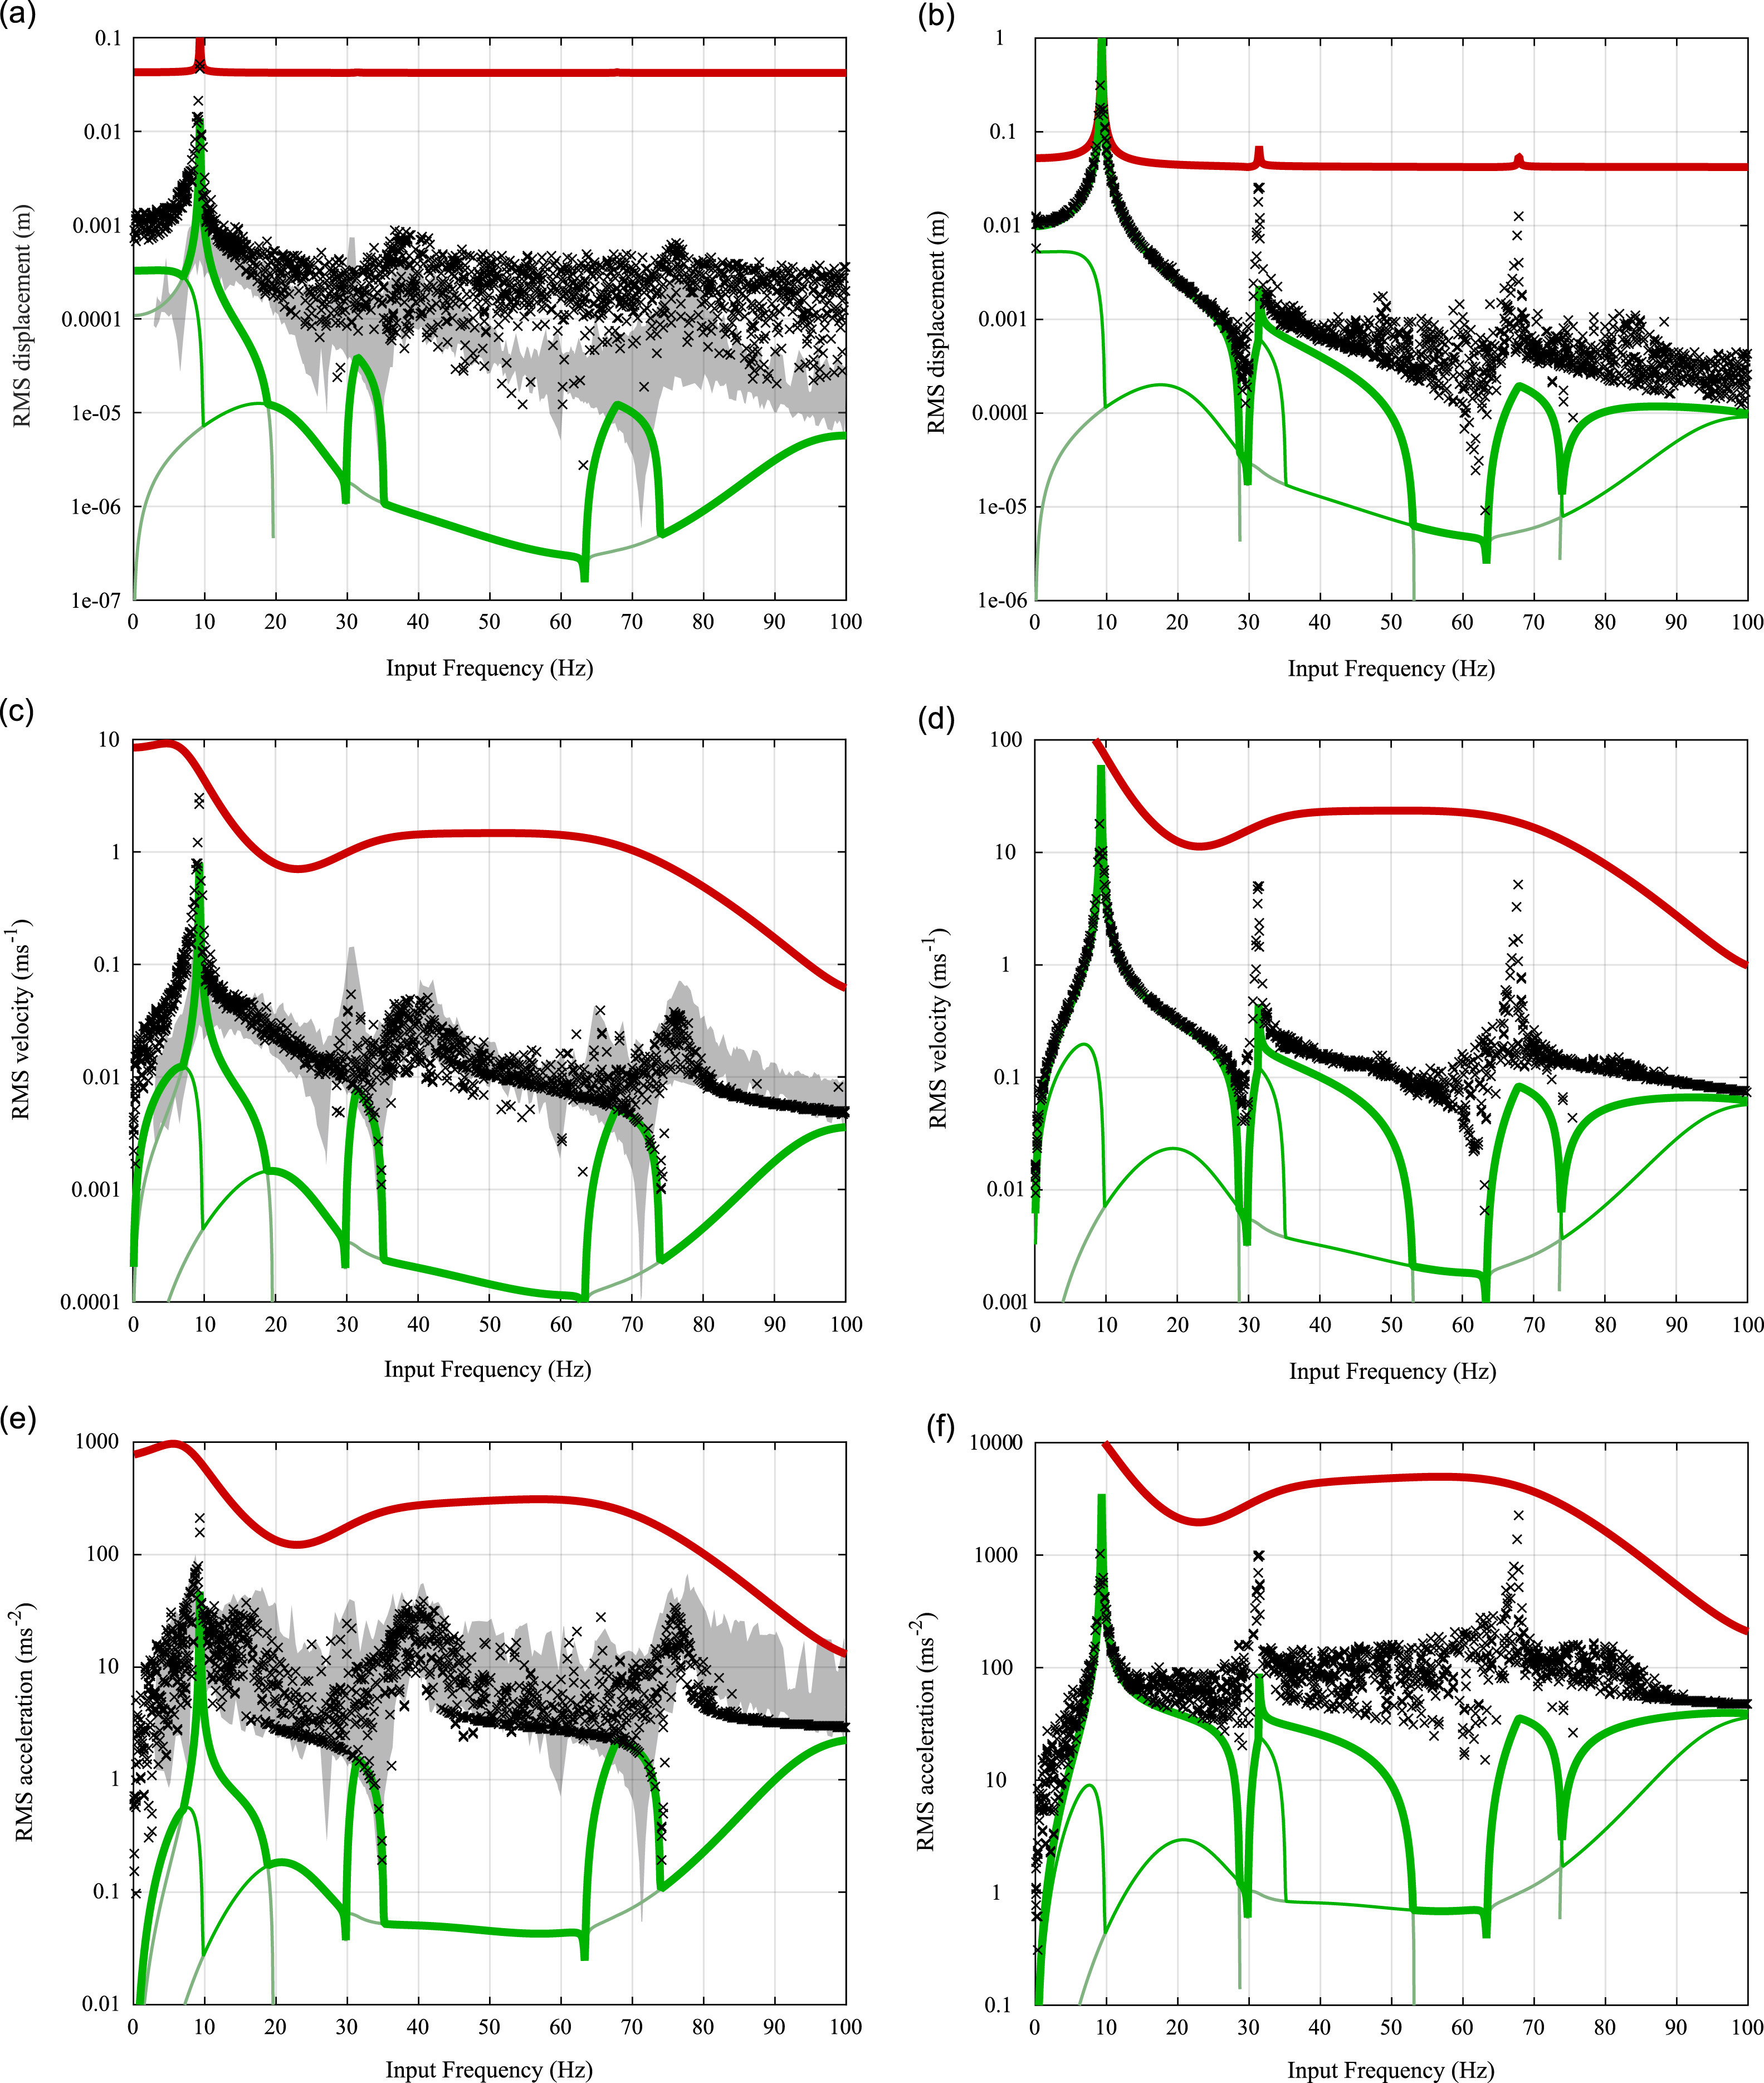 (a)
0.1
0.01
0.001
0.0001
1e-05
1e-06
1e-07
RMS displacement (m)
0 10 20 30 40 50 60 70 80 90 100
Input Frequency (Hz)
(b)
1
0.1
0.01
0.001
0.0001
1e-05
1e-06
RMS displacement (m)
0 10 20 30 40 50 60 70 80 90 100
Input Frequency (Hz)
(c)
10
1
0.1
0.01
0.001
0.0001
RMS velocity (ms-1)
0 10 20 30 40 50 60 70 80 90 100
Input Frequency (Hz)
(d)
100
10
1
0.1
0.01
0.001
RMS velocity (ms-1)
0 10 20 30 40 50 60 70 80 90 100
Input Frequency (Hz)
(e)
1000
100
10
1
0.1
0.01
RMS acceleration (ms-2)
0 10 20 30 40 50 60 70 80 90 100
Input Frequency (Hz)
(f)
10000
1000
100
10
1
0.1
RMS acceleration (ms-2)
0 10 20 30 40 50 60 70 80 90 100
Input Frequency (Hz)